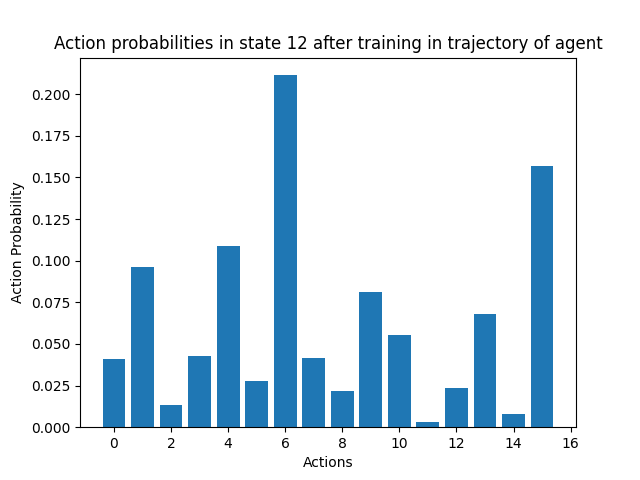 Action probabilities in state 12 after training in trajectory of agent
0.200
0.175
0.150
0.125
0.100
0.075
0.050
0.025
0.000
Action Probability
0 2 4 6 8 10 12 14 16
Actions